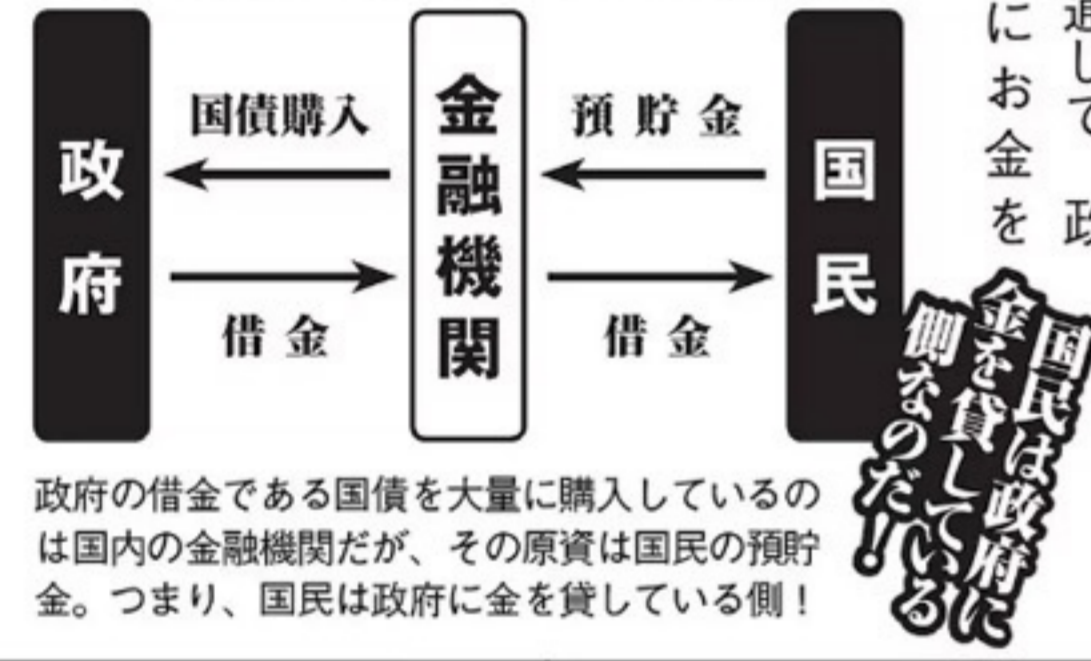 に お 金 を
国民は政府に
金を貸している
側なのだ!
政府
国債購入
借金
金融機関
預貯金
借金
国民
政府の借金である国債を大量に購入しているの
は国内の金融機関だが、その原資は国民の預貯
金。つまり、国民は政府に金を貸している側!